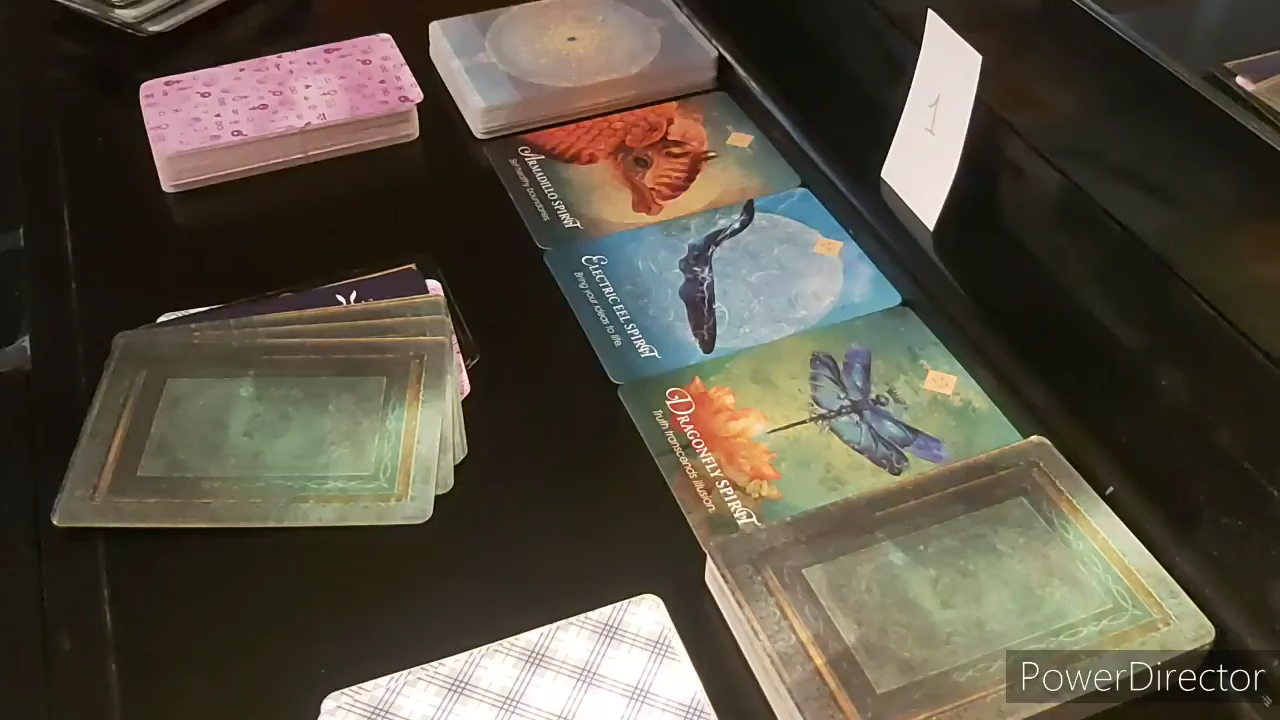 1
ARMADILLO SPIRIT
Set healthy boundaries.
ELECTRIC EEL SPIRIT
Bring your ideas to life.
DRAGONFLY SPIRIT
Truth transcends illusion.
PowerDirector